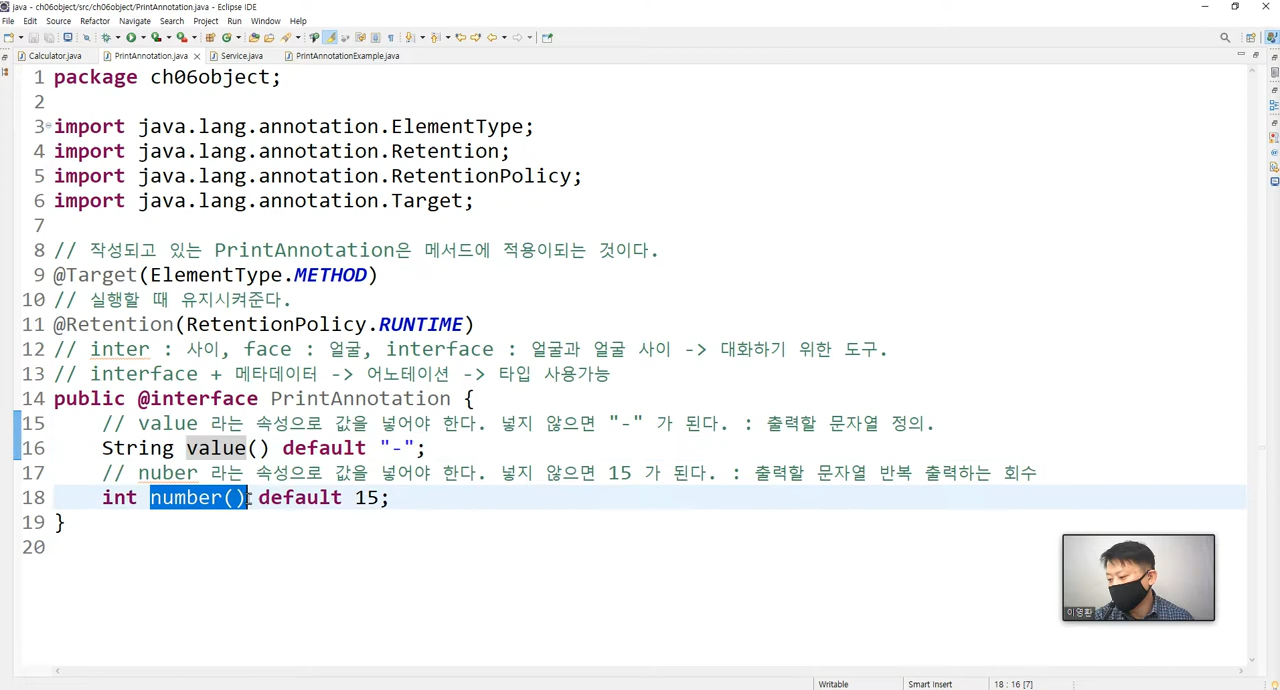 java - ch06object/src/ch06object/PrintAnnotation.java - Eclipse IDE
File Edit Source Refactor Navigate Search Project Run Window Help
Calculator.java PrintAnnotation.java Service.java PrintAnnotationExample.java
1 package ch06object;
2
3 import java.lang.annotation.ElementType;
4 import java.lang.annotation.Retention;
5 import java.lang.annotation.RetentionPolicy;
6 import java.lang.annotation.Target;
7
8 // 작성되고 있는 PrintAnnotation은 메서드에 적용이되는 것이다.
9 @Target(ElementType.METHOD)
10 // 실행할 때 유지시켜준다.
11 @Retention(RetentionPolicy.RUNTIME)
12 // inter : 사이, face : 얼굴, interface : 얼굴과 얼굴 사이 -> 대화하기 위한 도구.
13 // interface + 메타데이터 -> 어노테이션 -> 타입 사용가능
14 public @interface PrintAnnotation {
15 // value 라는 속성으로 값을 넣어야 한다. 넣지 않으면 "-" 가 된다. : 출력할 문자열 정의.
16 String value() default "-";
17 // nuber 라는 속성으로 값을 넣어야 한다. 넣지 않으면 15 가 된다. : 출력할 문자열 반복 출력하는 회수
18 int number() default 15;
19 }
20
이영환
Writable Smart Insert 18 : 16 [7]